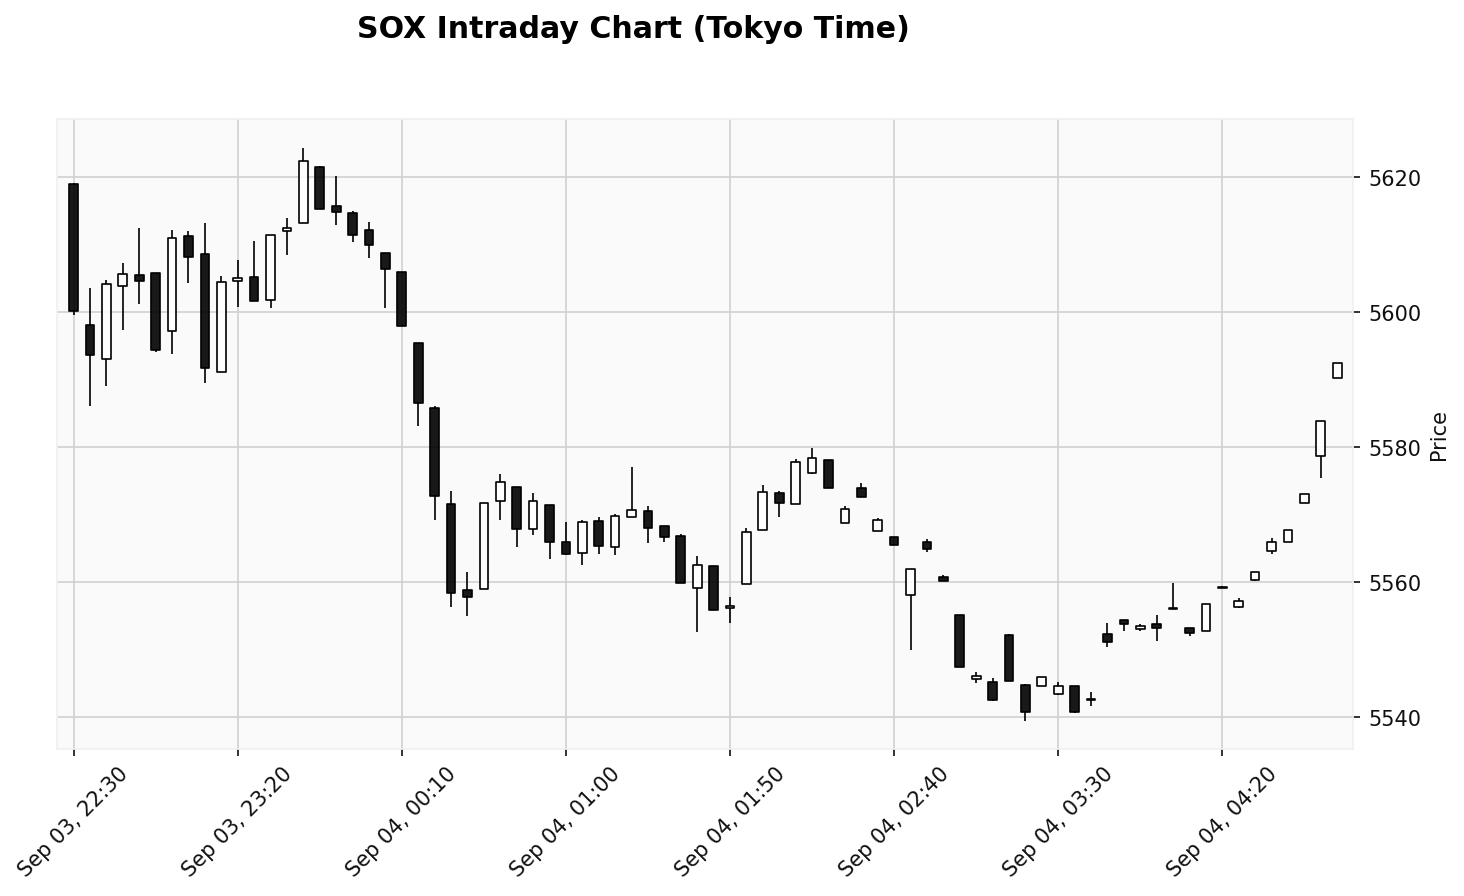 SOX Intraday Chart (Tokyo Time)
5620
5600
5580
5560
5540
Price
Sep 03, 22:30
Sep 03, 23:20
Sep 04, 00:10
Sep 04, 01:00
Sep 04, 01:50
Sep 04, 02:40
Sep 04, 03:30
Sep 04, 04:20